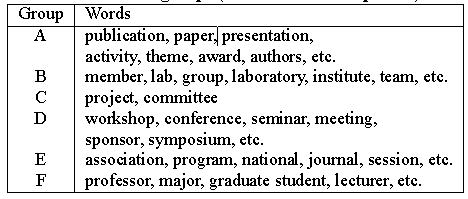 Group Words
A publication, paper, presentation,
activity, theme, award, authors, etc.
B member, lab, group, laboratory, institute, team, etc.
C project, committee
D workshop, conference, seminar, meeting,
sponsor, symposium, etc.
E association, program, national, journal, session, etc.
F professor, major, graduate student, lecturer, etc.